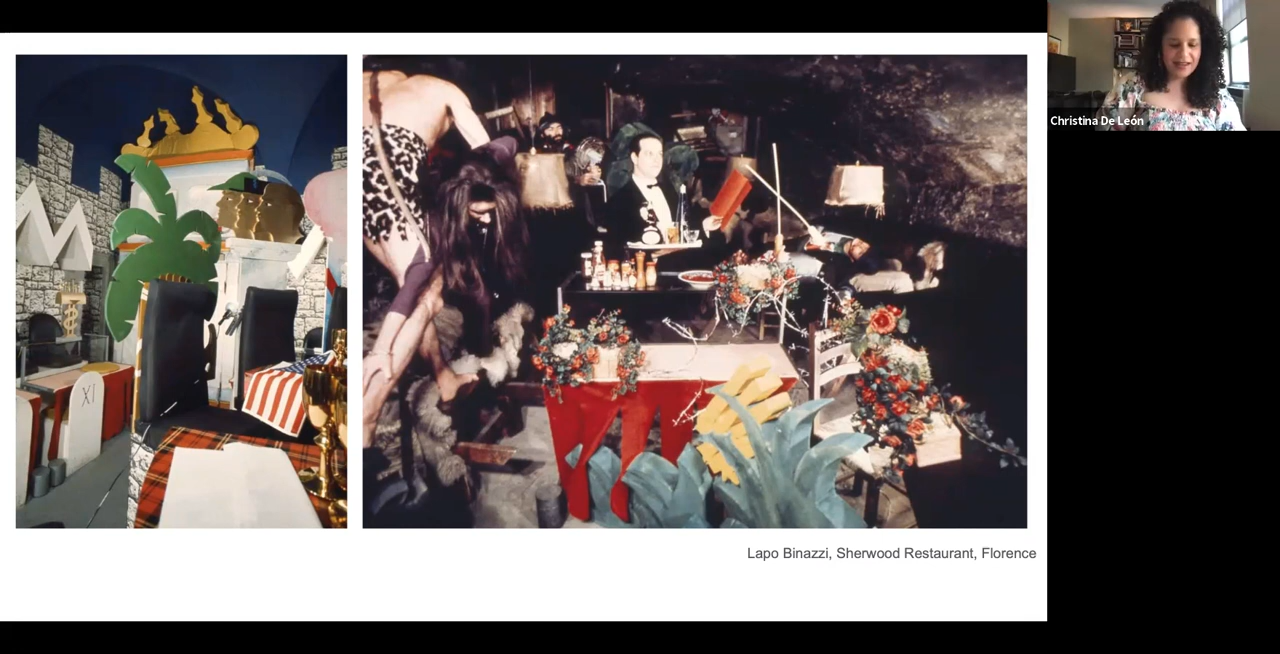 Christina De León
XI
Lapo Binazzi, Sherwood Restaurant, Florence